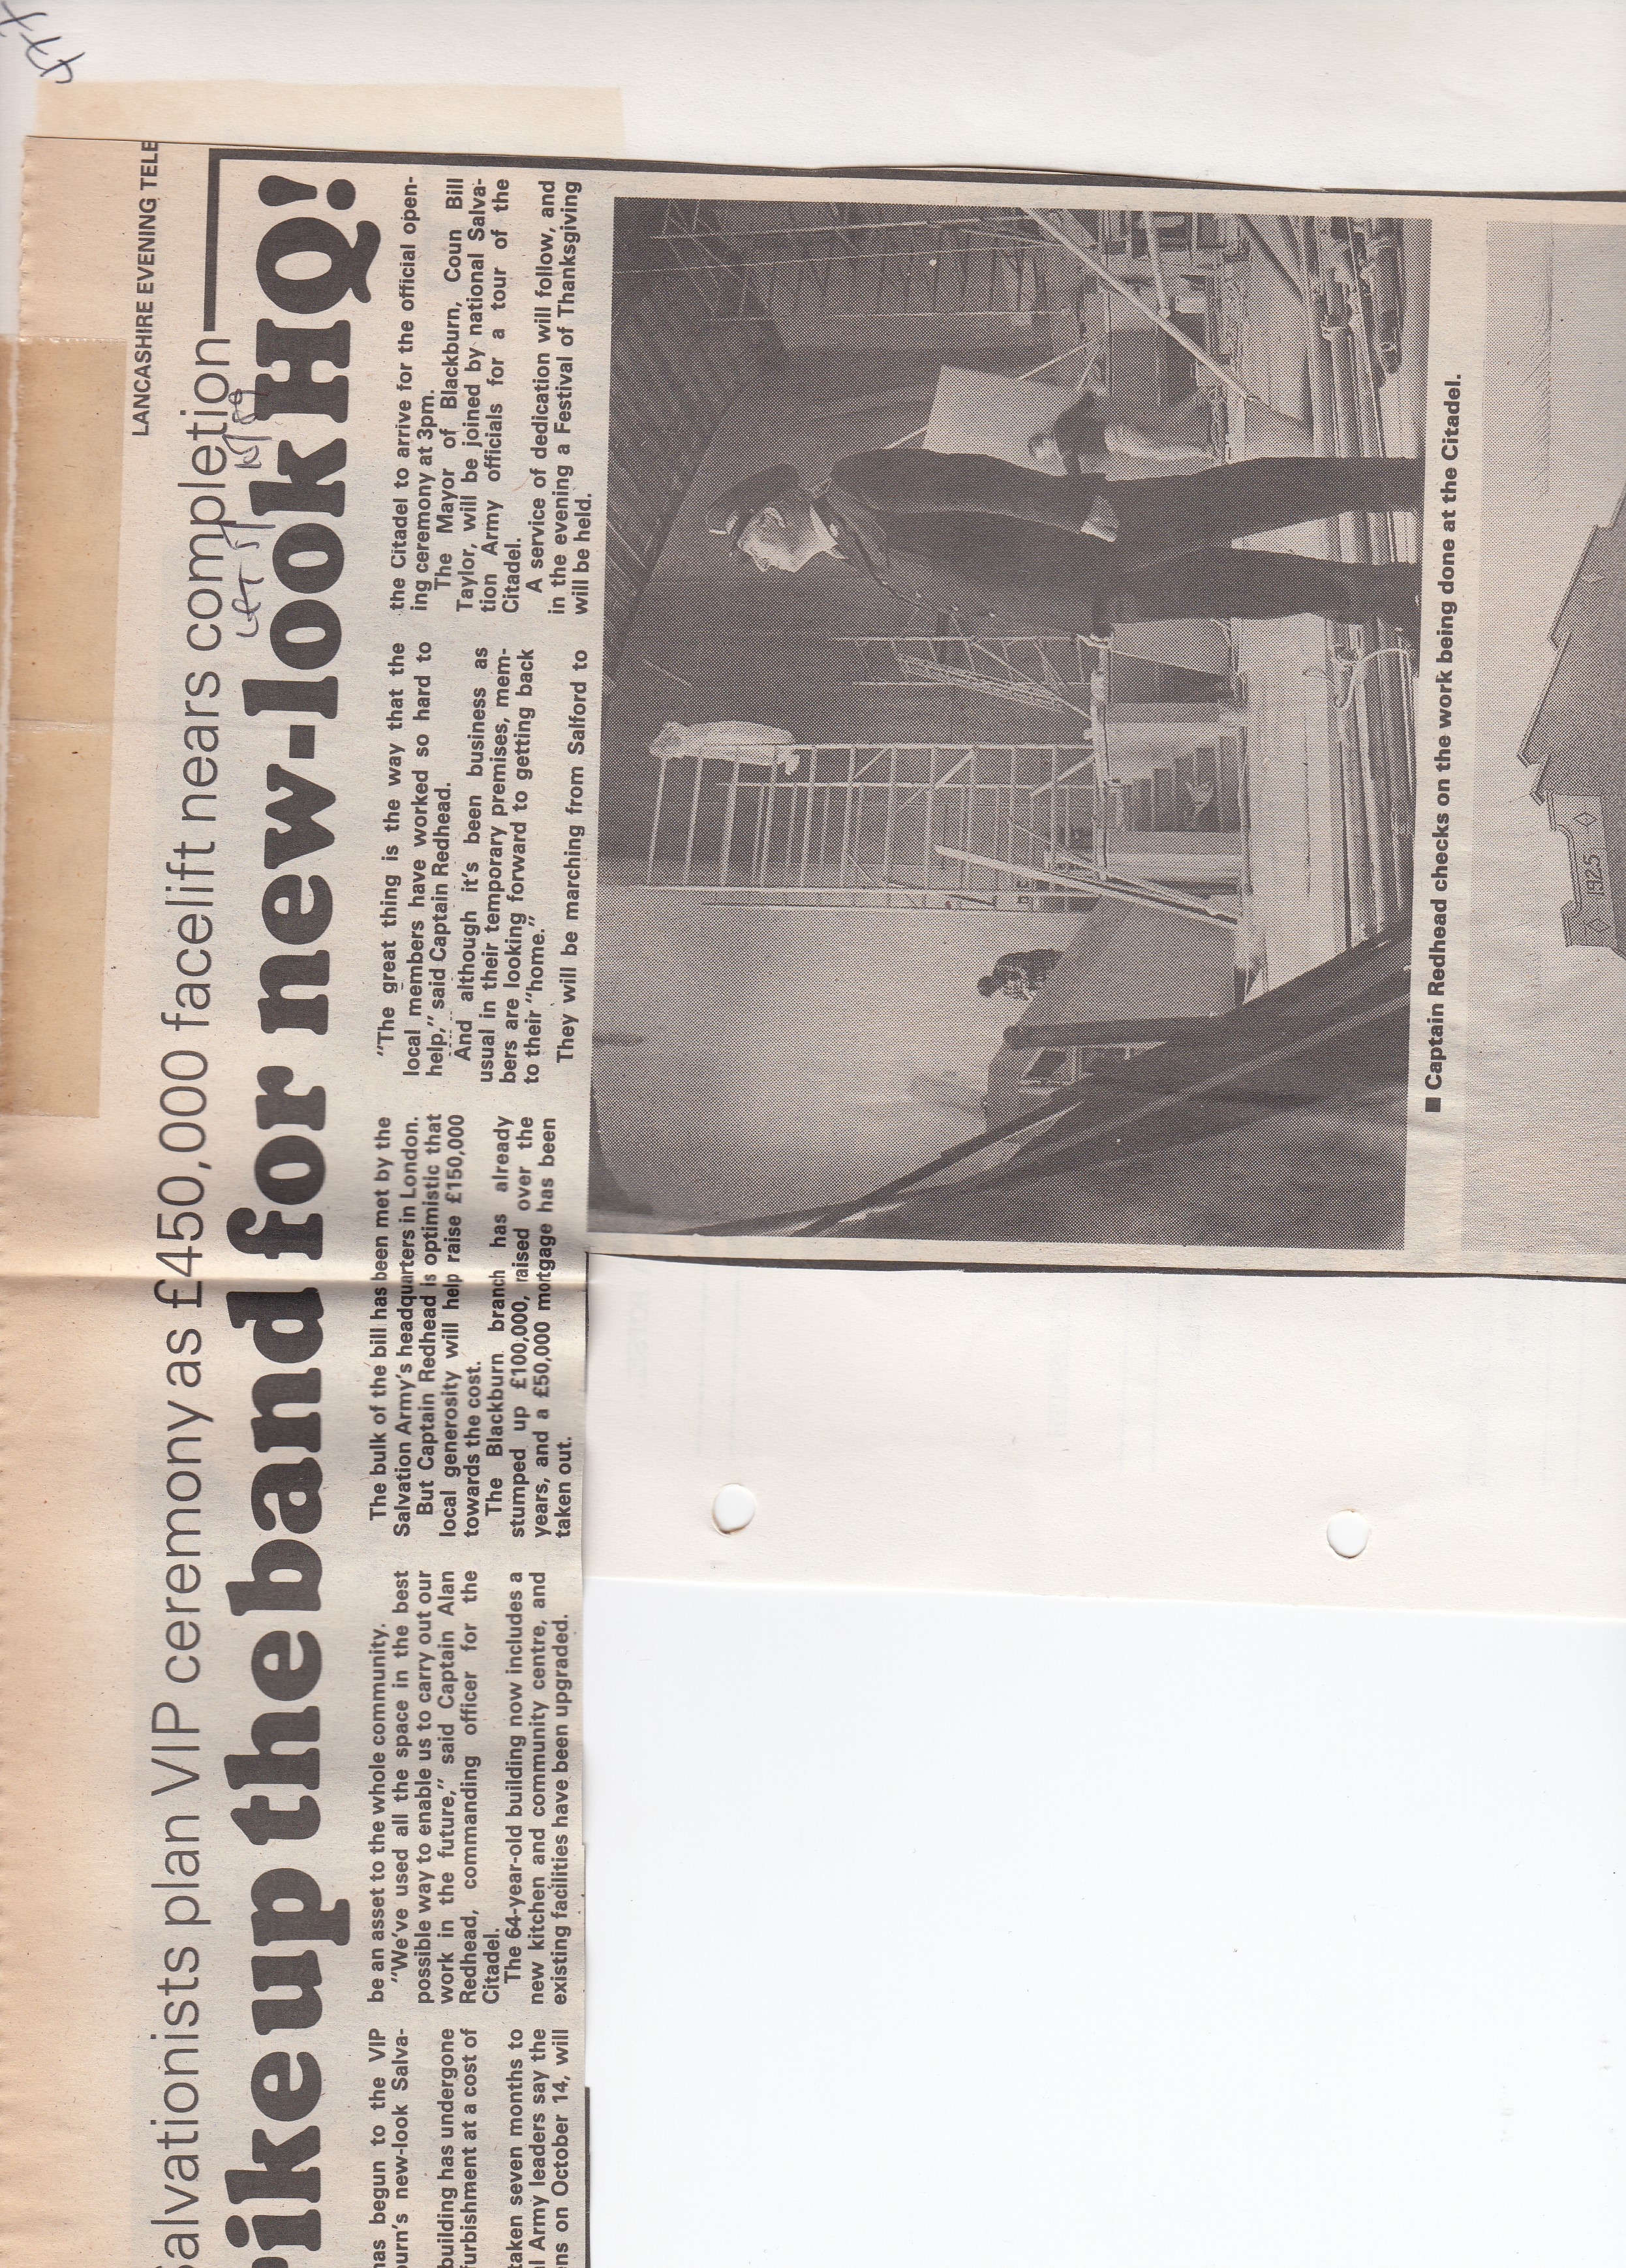 LANCASHIRE EVENING TELE
Salvationists plan VIP ceremony as £450,000 facelift nears completion
ike up the band for new-look HQ!
has begun to the VIP
burn's new-look Salva-
building has undergone
furbishment at a cost of
taken seven months to
l Army leaders say the
ns on October 14, will
be an asset to the whole community.
"We've used all the space in the best
possible way to enable us to carry out our
work in the future," said Captain Alan
Redhead, commanding officer for the
Citadel.
The 64-year-old building now includes a
new kitchen and community centre, and
existing facilities have been upgraded.
The bulk of the bill has been met by the
Salvation Army's headquarters in London.
But Captain Redhead is optimistic that
local generosity will help raise £150,000
towards the cost.
The Blackburn branch has already
stumped up £100,000, raised over the
years, and a £50,000 mortgage has been
taken out.
"The great thing is the way that the
local members have worked so hard to
help," said Captain Redhead.
And although it's been business as
usual in their temporary premises, mem-
bers are looking forward to getting back
to their "home."
They will be marching from Salford to
the Citadel to arrive for the official open-
ing ceremony at 3pm.
The Mayor of Blackburn, Coun Bill
Taylor, will be joined by national Salva-
tion Army officials for a tour of the
Citadel.
A service of dedication will follow, and
in the evening a Festival of Thanksgiving
will be held.
■ Captain Redhead checks on the work being done at the Citadel.
1925